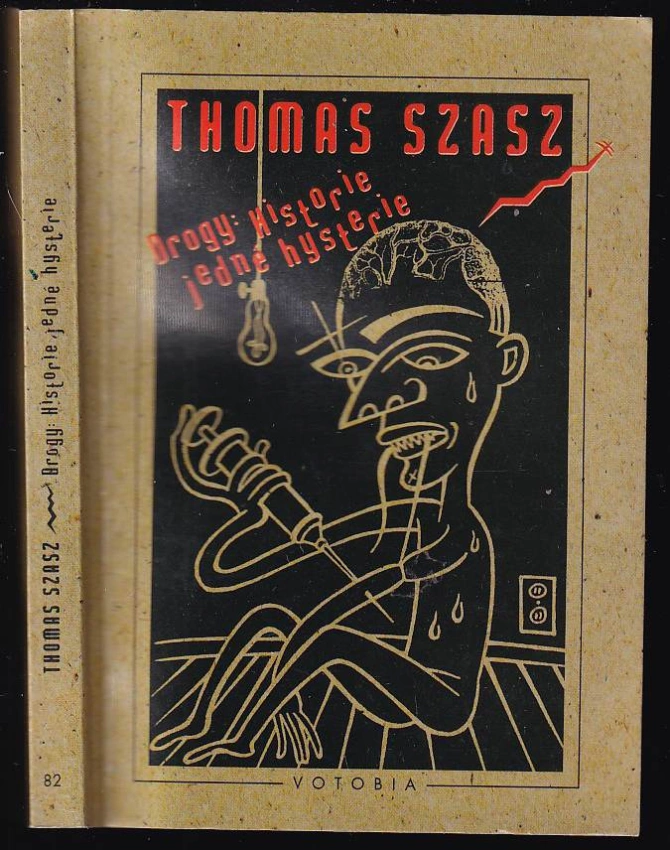 THOMAS SZASZ
Drogy: Historie
jedné hysterie
VOTOBIA
THOMAS SZASZ Drogy: Historie jedné hysterie
82